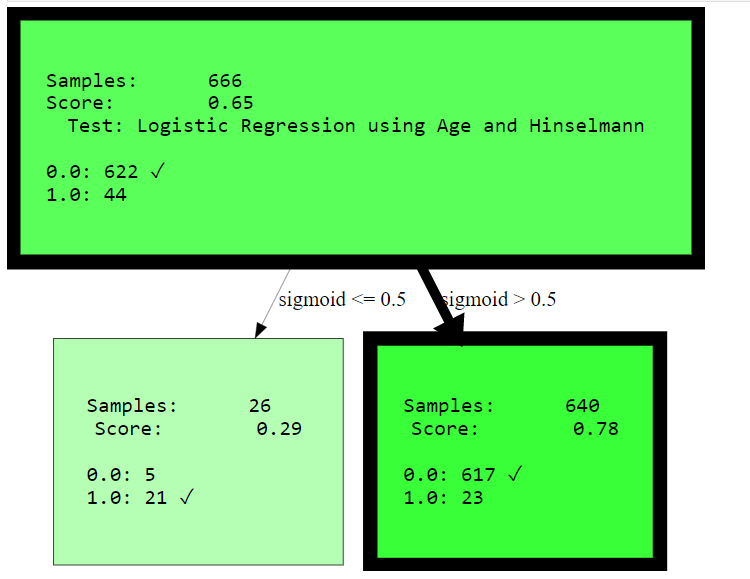 Samples: 666
Score: 0.65
Test: Logistic Regression using Age and Hinselmann
0.0: 622 ✓
1.0: 44
sigmoid <= 0.5
sigmoid > 0.5
Samples: 26
Score: 0.29
0.0: 5
1.0: 21 ✓
Samples: 640
Score: 0.78
0.0: 617 ✓
1.0: 23